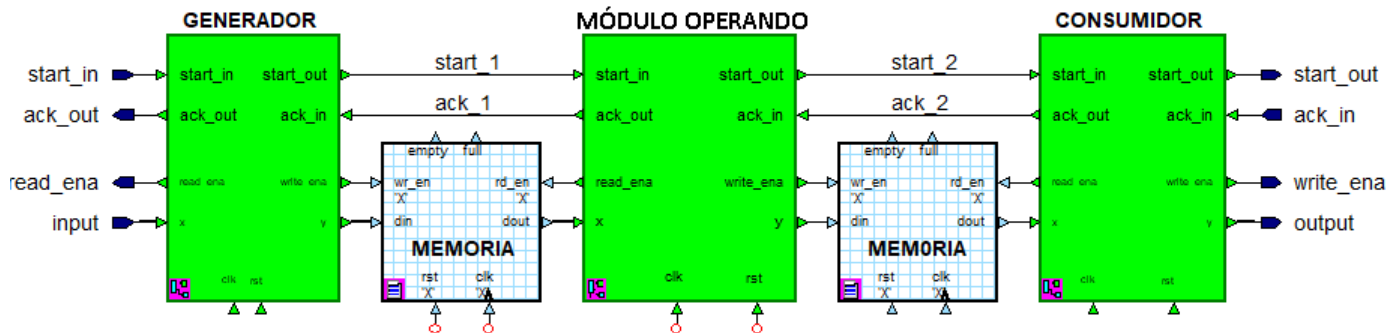 GENERADOR
MÓDULO OPERANDO
CONSUMIDOR
start_in
start_in
start_out
start_1
start_in
start_out
start_2
start_in
start_out
start_out
ack_out
ack_out
ack_in
ack_1
ack_out
ack_in
ack_2
ack_out
ack_in
ack_in
empty
full
empty
full
read_ena
read_ena
write_ena
wr_en
rd_en
read_ena
write_ena
wr_en
rd_en
read_ena
write_ena
write_ena
'X'
'X'
'X'
'X'
input
x
y
din
dout
x
y
din
dout
x
y
output
MEMORIA
MEM0RIA
clk
rst
rst
clk
clk
rst
rst
clk
clk
rst
'X'
'X'
'X'
'X'